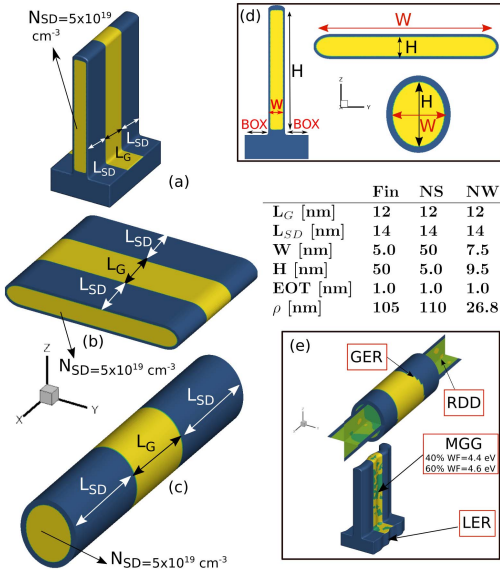 N_SD=5x10^19
cm^-3
L_SD
L_G
L_SD
(a)
(d)
W
H
H
W
BOX
BOX
Z
X
Y
H
W
Fin NS NW
L_G [nm] 12 12 12
L_SD [nm] 14 14 14
W [nm] 5.0 50 7.5
H [nm] 50 5.0 9.5
EOT [nm] 1.0 1.0 1.0
ρ [nm] 105 110 26.8
L_SD
L_G
L_SD
(b)
N_SD=5x10^19 cm^-3
Z
X
Y
L_SD
L_G
L_SD
(c)
N_SD=5x10^19 cm^-3
(e)
GER
RDD
MGG
40% WF=4.4 eV
60% WF=4.6 eV
LER